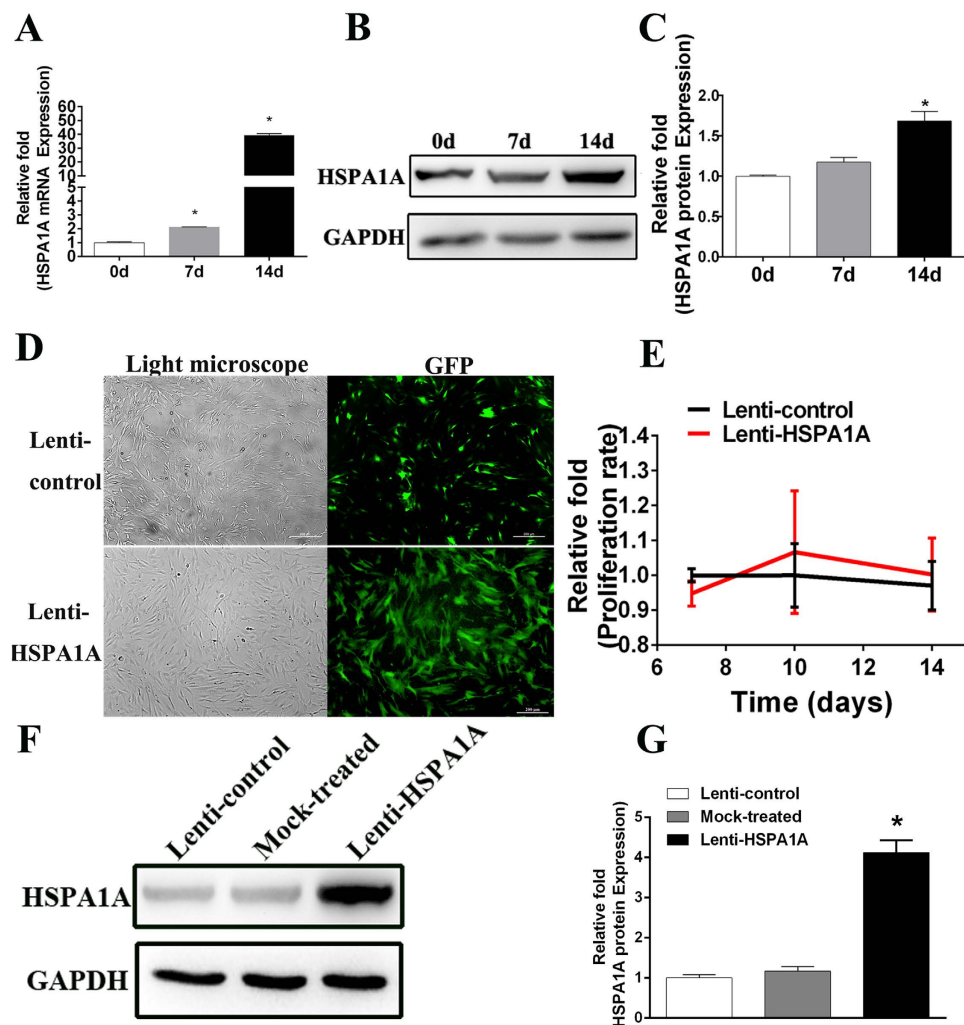 A
Relative fold
(HSPA1A mRNA Expression)
60
50
40
30
20
10
5
4
3
2
1
0
*
*
0d
7d
14d
B
0d
7d
14d
HSPA1A
GAPDH
C
Relative fold
(HSPA1A protein Expression)
2.0
1.5
1.0
0.5
0.0
*
0d
7d
14d
D
Light microscope
GFP
Lenti-
control
Lenti-
HSPA1A
200 μm
E
Lenti-control
Lenti-HSPA1A
Relative fold
(Proliferation rate)
1.4
1.3
1.2
1.1
1.0
0.9
0.8
6
8
10
12
14
Time (days)
F
Lenti-control
Mock-treated
Lenti-HSPA1A
HSPA1A
GAPDH
G
Lenti-control
Mock-treated
Lenti-HSPA1A
Relative fold
HSPA1A protein Expression)
5
4
3
2
1
0
*